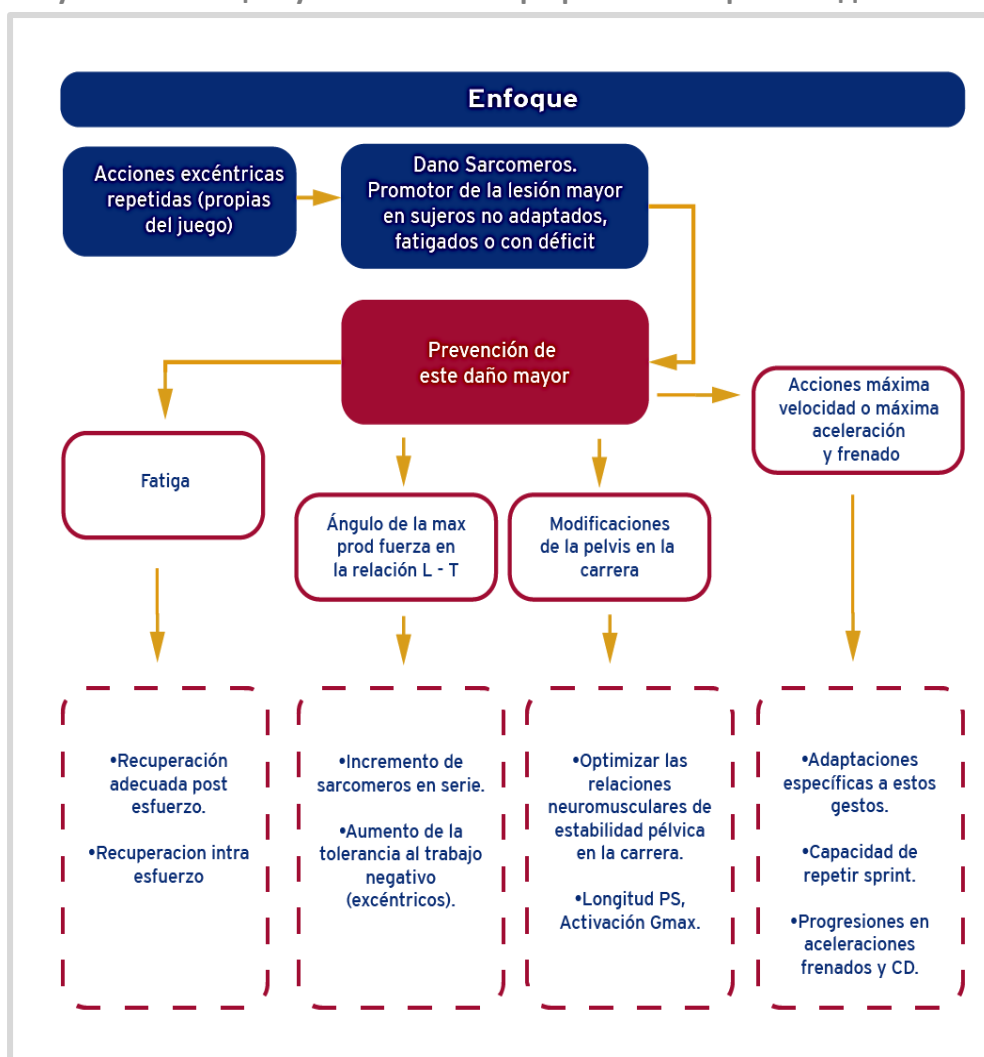 Enfoque
Acciones excéntricas
repetidas (propias
del juego)
Dano Sarcomeros.
Promotor de la lesión mayor
en sujeros no adaptados,
fatigados o con déficit
Prevención de
este daño mayor
Acciones máxima
velocidad o máxima
aceleración
y frenado
Fatiga
Ángulo de la max
prod fuerza en
la relación L - T
Modificaciones
de la pelvis en la
carrera
•Recuperación
adecuada post
esfuerzo.
•Recuperacion intra
esfuerzo
•Incremento de
sarcomeros en serie.
•Aumento de la
tolerancia al trabajo
negativo
(excéntricos).
•Optimizar las
relaciones
neuromusculares de
estabilidad pélvica
en la carrera.
•Longitud PS,
Activación Gmax.
•Adaptaciones
específicas a estos
gestos.
•Capacidad de
repetir sprint.
•Progresiones en
aceleraciones
frenados y CD.